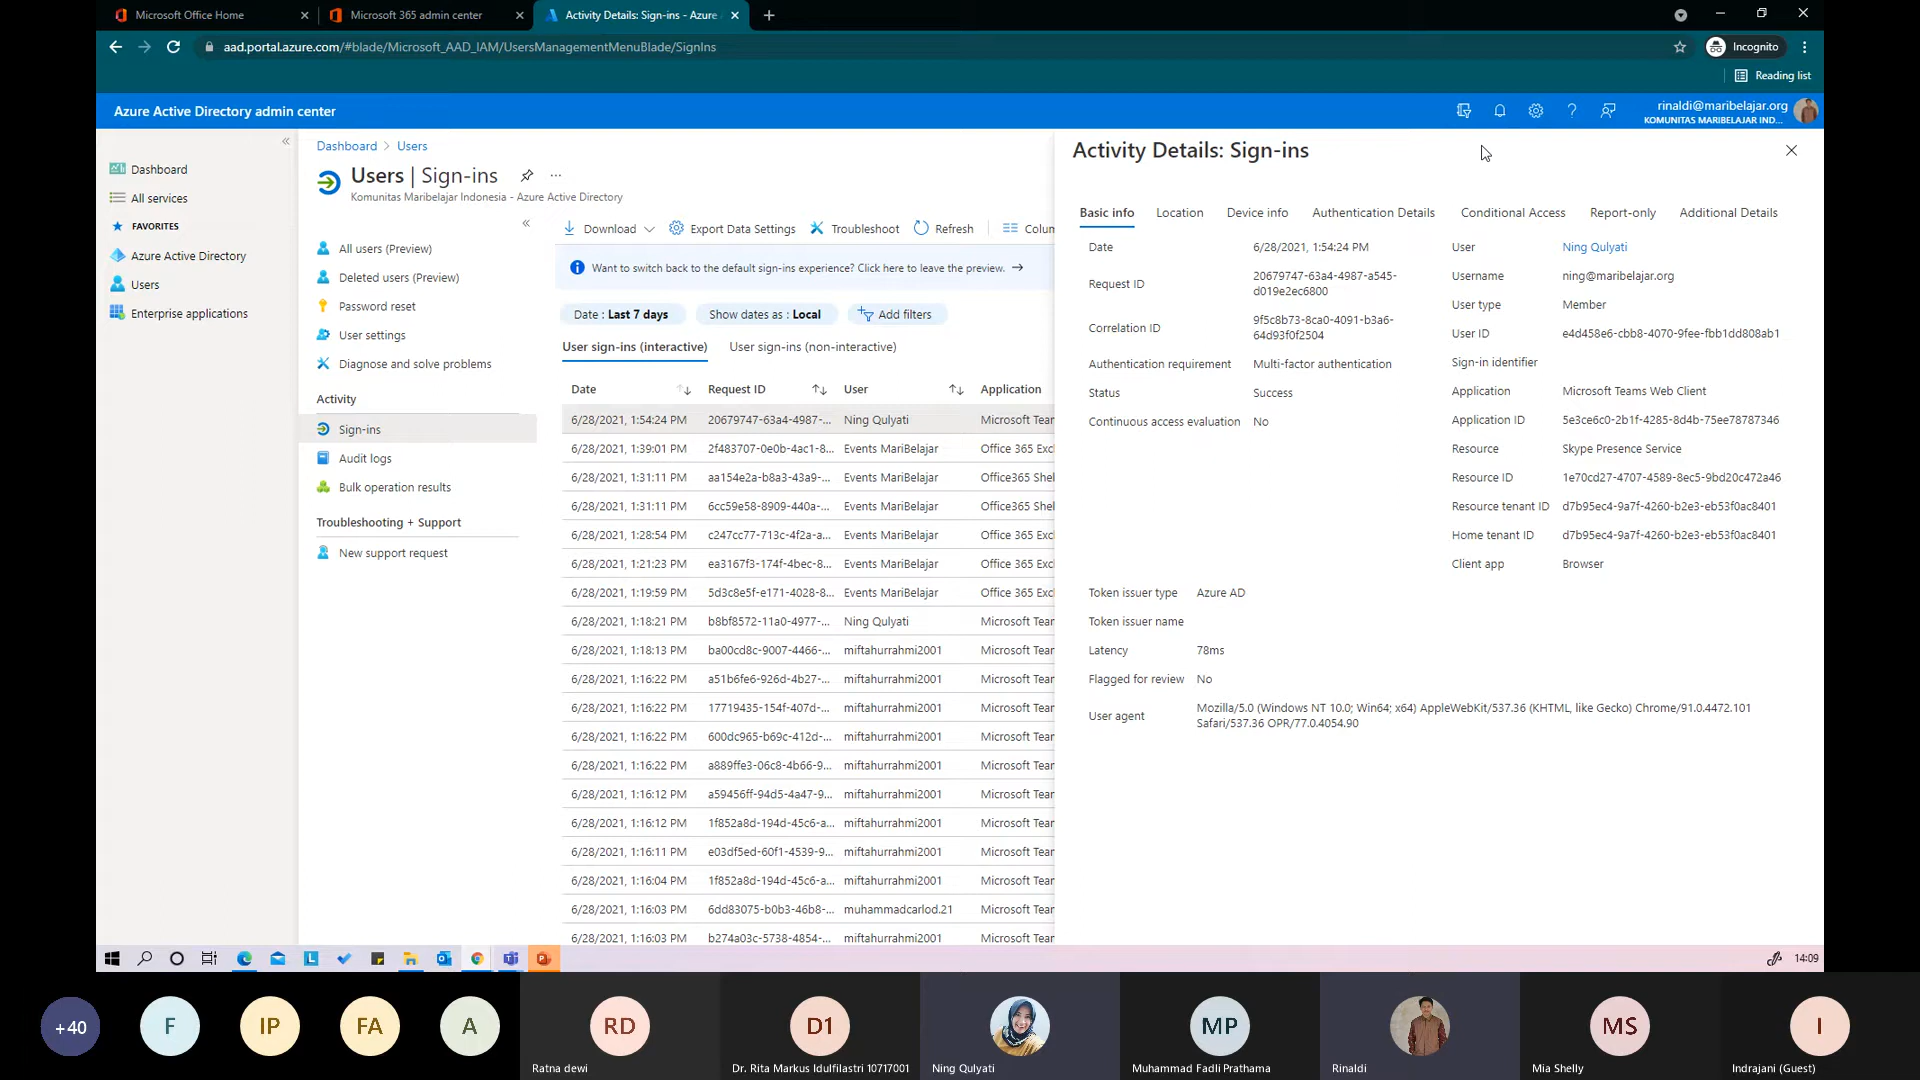 Microsoft Office Home
Microsoft 365 admin center
Activity Details: Sign-ins - Azure
aad.portal.azure.com/#blade/Microsoft_AAD_IAM/UsersManagementMenuBlade/SignIns
Incognito
Reading list
Azure Active Directory admin center
rinaldi@maribelajar.org
KOMUNITAS MARIBELAJAR IND...
Dashboard
All services
FAVORITES
Azure Active Directory
Users
Enterprise applications
Dashboard > Users
Users | Sign-ins
Komunitas Maribelajar Indonesia - Azure Active Directory
All users (Preview)
Deleted users (Preview)
Password reset
User settings
Diagnose and solve problems
Activity
Sign-ins
Audit logs
Bulk operation results
Troubleshooting + Support
New support request
Download Export Data Settings Troubleshoot Refresh Colum
Want to switch back to the default sign-ins experience? Click here to leave the preview. →
Date : Last 7 days Show dates as : Local Add filters
User sign-ins (interactive) User sign-ins (non-interactive)
Date Request ID User Application
6/28/2021, 1:54:24 PM 20679747-63a4-4987-... Ning Qulyati Microsoft Tear
6/28/2021, 1:39:01 PM 2f483707-0e0b-4ac1-8... Events MariBelajar Office 365 Exc
6/28/2021, 1:31:11 PM aa154e2a-b8a3-43a9-... Events MariBelajar Office365 Shel
6/28/2021, 1:31:11 PM 6cc59e58-8909-440a-... Events MariBelajar Office365 Shel
6/28/2021, 1:28:54 PM c247cc77-713c-4f2a-a... Events MariBelajar Office 365 Exc
6/28/2021, 1:21:23 PM ea3167f3-174f-4bec-8... Events MariBelajar Office 365 Exc
6/28/2021, 1:19:59 PM 5d3c8e5f-e171-4028-8... Events MariBelajar Office 365 Exc
6/28/2021, 1:18:21 PM b8bf8572-11a0-4977-... Ning Qulyati Microsoft Tear
6/28/2021, 1:18:13 PM ba00cd8c-9007-4466-... miftahurrahmi2001 Microsoft Tear
6/28/2021, 1:16:22 PM a51b6fe6-926d-4b27-... miftahurrahmi2001 Microsoft Tear
6/28/2021, 1:16:22 PM 17719435-154f-407d-... miftahurrahmi2001 Microsoft Tear
6/28/2021, 1:16:22 PM 600dc965-b69c-412d-... miftahurrahmi2001 Microsoft Tear
6/28/2021, 1:16:22 PM a889ffe3-06c8-4b66-9... miftahurrahmi2001 Microsoft Tear
6/28/2021, 1:16:12 PM a59456ff-94d5-4a47-9... miftahurrahmi2001 Microsoft Tear
6/28/2021, 1:16:12 PM 1f852a8d-194d-45c6-a... miftahurrahmi2001 Microsoft Tear
6/28/2021, 1:16:11 PM e03df5ed-60f1-4539-9... miftahurrahmi2001 Microsoft Tear
6/28/2021, 1:16:04 PM 1f852a8d-194d-45c6-a... miftahurrahmi2001 Microsoft Tear
6/28/2021, 1:16:03 PM 6dd83075-b0b3-46b8-... muhammadcarlod.21 Microsoft Tear
6/28/2021, 1:16:03 PM b274a03c-5738-4854-... miftahurrahmi2001 Microsoft Tear
Activity Details: Sign-ins
Basic info Location Device info Authentication Details Conditional Access Report-only Additional Details
Date 6/28/2021, 1:54:24 PM
Request ID 20679747-63a4-4987-a545-
d019e2ec6800
Correlation ID 9f5c8b73-8ca0-4091-b3a6-
64d93f0f2504
Authentication requirement Multi-factor authentication
Status Success
Continuous access evaluation No
User Ning Qulyati
Username ning@maribelajar.org
User type Member
User ID e4d458e6-cbb8-4070-9fee-fbb1dd808ab1
Sign-in identifier
Application Microsoft Teams Web Client
Application ID 5e3ce6c0-2b1f-4285-8d4b-75ee78787346
Resource Skype Presence Service
Resource ID 1e70cd27-4707-4589-8ec5-9bd20c472a46
Resource tenant ID d7b95ec4-9a7f-4260-b2e3-eb53f0ac8401
Home tenant ID d7b95ec4-9a7f-4260-b2e3-eb53f0ac8401
Client app Browser
Token issuer type Azure AD
Token issuer name
Latency 78ms
Flagged for review No
User agent Mozilla/5.0 (Windows NT 10.0; Win64; x64) AppleWebKit/537.36 (KHTML, like Gecko) Chrome/91.0.4472.101
Safari/537.36 OPR/77.0.4054.90
14:09
+40 F IP FA A RD D1 MP MS I
Ratna dewi Dr. Rita Markus Idulfilastri 10717001 Ning Qulyati Muhammad Fadli Prathama Rinaldi Mia Shelly Indrajani (Guest)